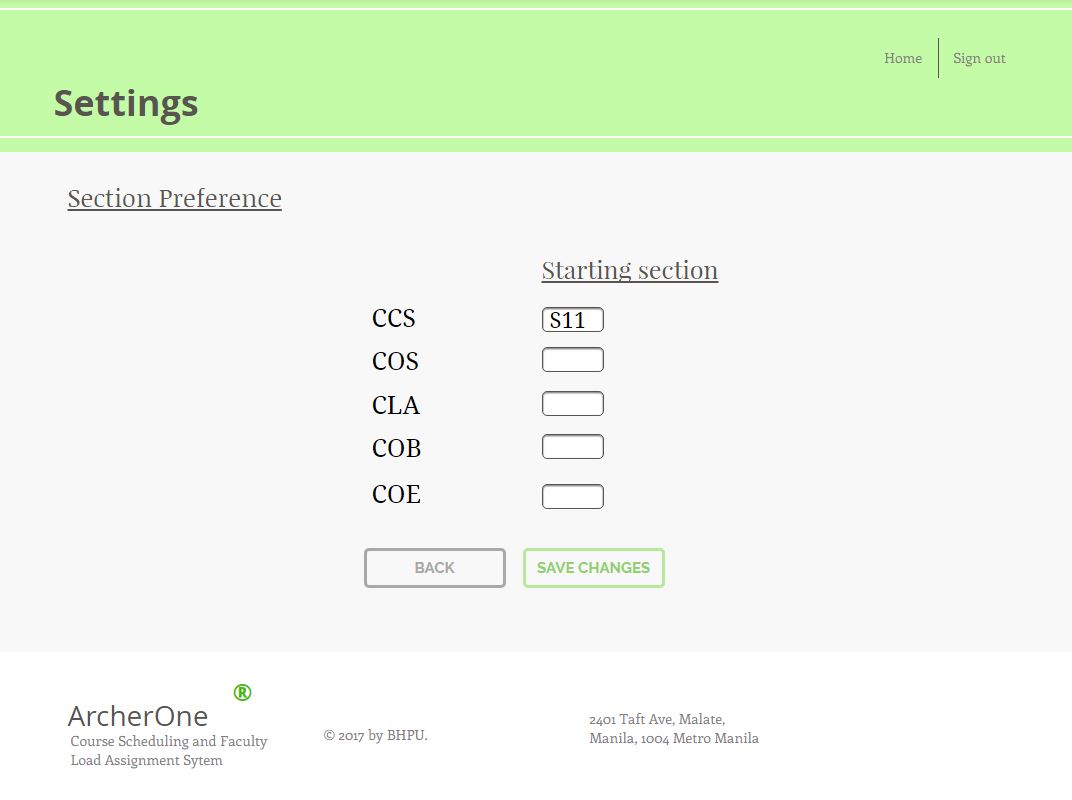 Home
Sign out
Settings
Section Preference
Starting section
CCS
S11
COS
CLA
COB
COE
BACK
SAVE CHANGES
®
ArcherOne
Course Scheduling and Faculty
Load Assignment Sytem
© 2017 by BHPU.
2401 Taft Ave, Malate,
Manila, 1004 Metro Manila